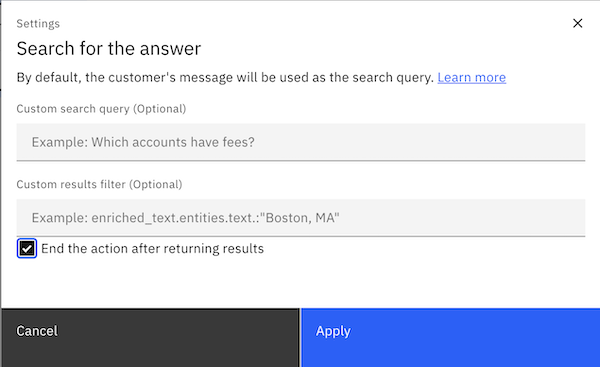 Settings
Search for the answer
By default, the customer's message will be used as the search query. Learn more
Custom search query (Optional)
Example: Which accounts have fees?
Custom results filter (Optional)
Example: enriched_text.entities.text.:"Boston, MA"
End the action after returning results
Cancel
Apply